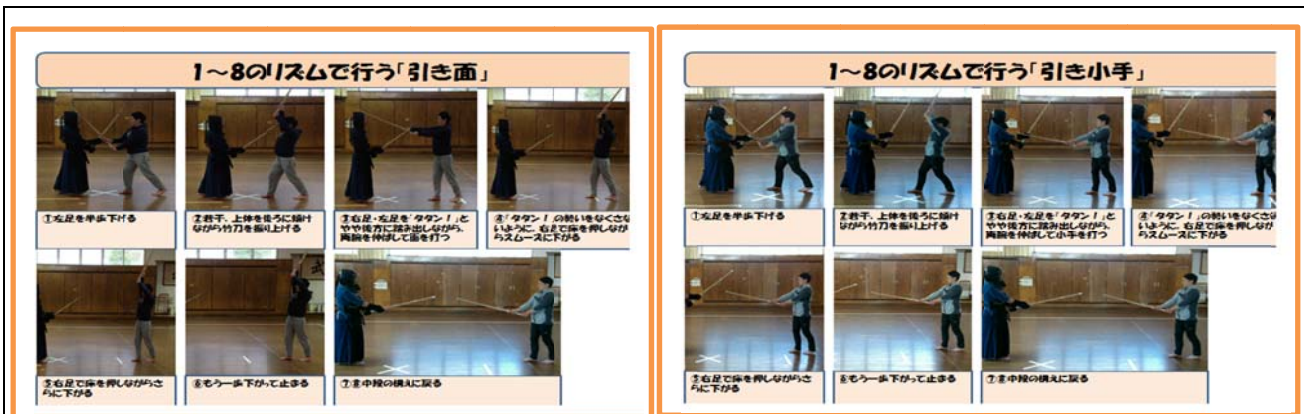 1～8のリズムで行う「引き面」
①左足を半歩下げる
②若干、上体を後ろに傾け
ながら竹刀を振り上げる
③右足・左足を「タタン！」と
やや後方に踏み出しながら、
両腕を伸ばして面を打つ
④「タタン！」の勢いをなくさな
いように、右足で床を押しなが
らスムースに下がる
⑤右足で床を押しながらさ
らに下がる
⑥もう一歩下がって止まる
⑦⑧中段の構えに戻る
1～8のリズムで行う「引き小手」
①左足を半歩下げる
②若干、上体を後ろに傾け
ながら竹刀を振り上げる
③右足・左足を「タタン！」と
やや後方に踏み出しながら、
両腕を伸ばして小手を打つ
④「タタン！」の勢いをなくさな
いように、右足で床を押しなが
らスムースに下がる
⑤右足で床を押しながらさ
らに下がる
⑥もう一歩下がって止まる
⑦⑧中段の構えに戻る